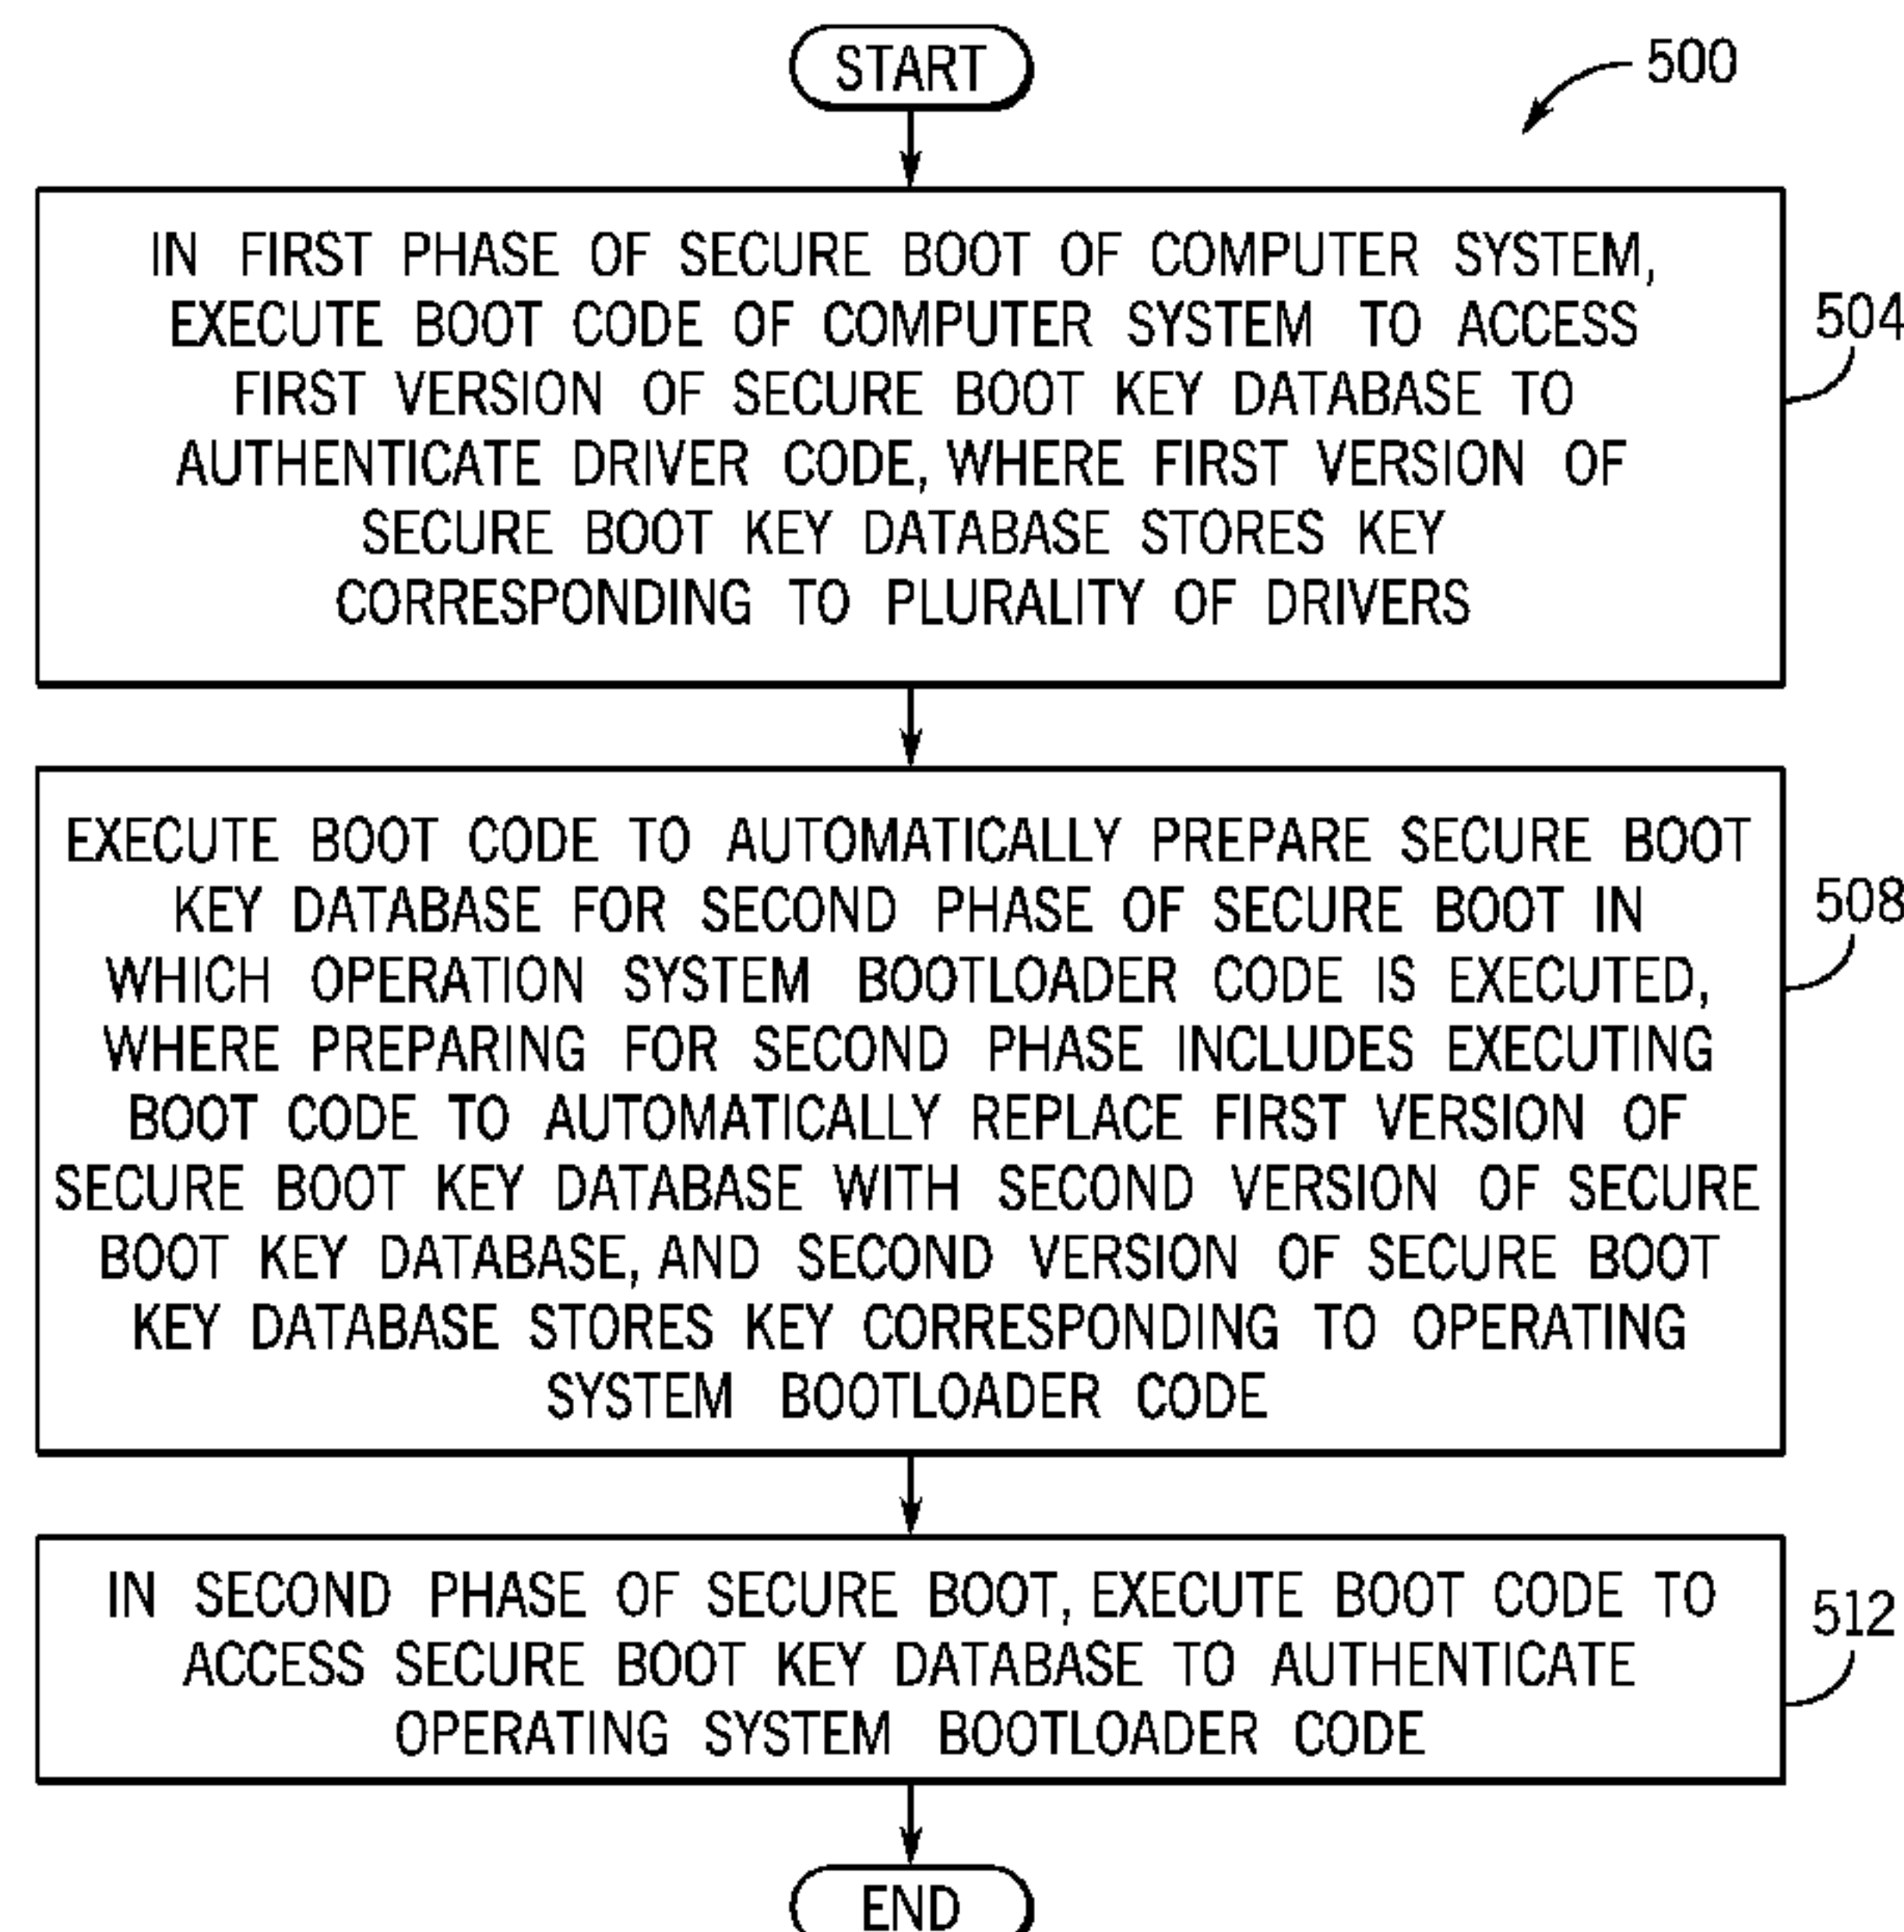 START
500
IN FIRST PHASE OF SECURE BOOT OF COMPUTER SYSTEM,
EXECUTE BOOT CODE OF COMPUTER SYSTEM TO ACCESS
FIRST VERSION OF SECURE BOOT KEY DATABASE TO
AUTHENTICATE DRIVER CODE, WHERE FIRST VERSION OF
SECURE BOOT KEY DATABASE STORES KEY
CORRESPONDING TO PLURALITY OF DRIVERS
504
EXECUTE BOOT CODE TO AUTOMATICALLY PREPARE SECURE BOOT
KEY DATABASE FOR SECOND PHASE OF SECURE BOOT IN
WHICH OPERATION SYSTEM BOOTLOADER CODE IS EXECUTED,
WHERE PREPARING FOR SECOND PHASE INCLUDES EXECUTING
BOOT CODE TO AUTOMATICALLY REPLACE FIRST VERSION OF
SECURE BOOT KEY DATABASE WITH SECOND VERSION OF SECURE
BOOT KEY DATABASE, AND SECOND VERSION OF SECURE BOOT
KEY DATABASE STORES KEY CORRESPONDING TO OPERATING
SYSTEM BOOTLOADER CODE
508
IN SECOND PHASE OF SECURE BOOT, EXECUTE BOOT CODE TO
ACCESS SECURE BOOT KEY DATABASE TO AUTHENTICATE
OPERATING SYSTEM BOOTLOADER CODE
512
END